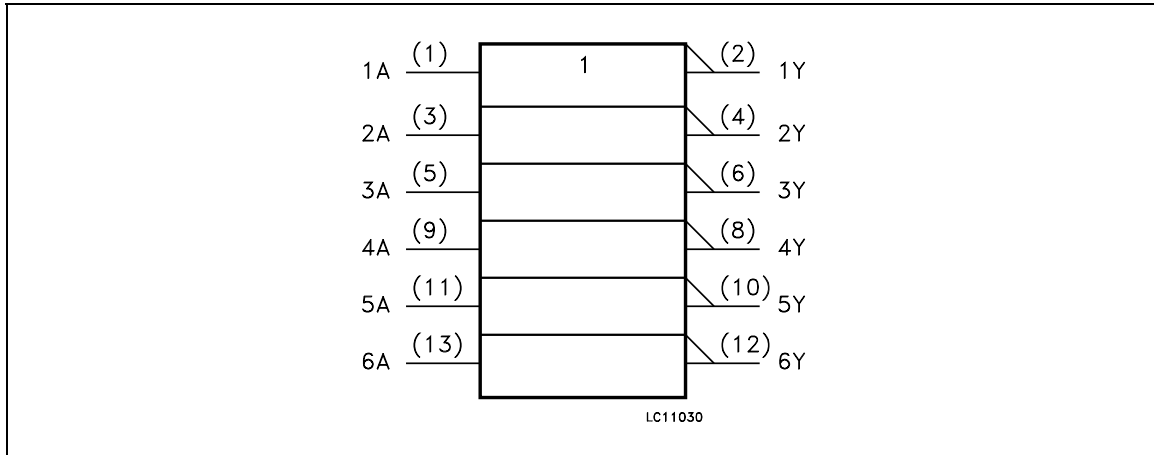 1A (1) 1 (2) 1Y
2A (3) (4) 2Y
3A (5) (6) 3Y
4A (9) (8) 4Y
5A (11) (10) 5Y
6A (13) (12) 6Y
LC11030